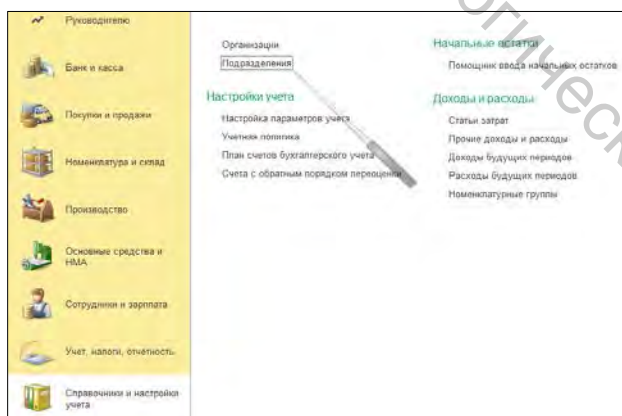 Руководителю
Банк и касса
Покупки и продажи
Номенклатура и склад
Производство
Основные средства и
НМА
Сотрудники и зарплата
Учет, налоги, отчетность
Справочники и настройки
учета
Организации
Подразделения
Настройки учета
Настройка параметров учета
Учетная политика
План счетов бухгалтерского учета
Счета с обратным порядком переоценки
Начальные остатки
Помощник ввода начальных остатков
Доходы и расходы
Статьи затрат
Прочие доходы и расходы
Доходы будущих периодов
Расходы будущих периодов
Номенклатурные группы